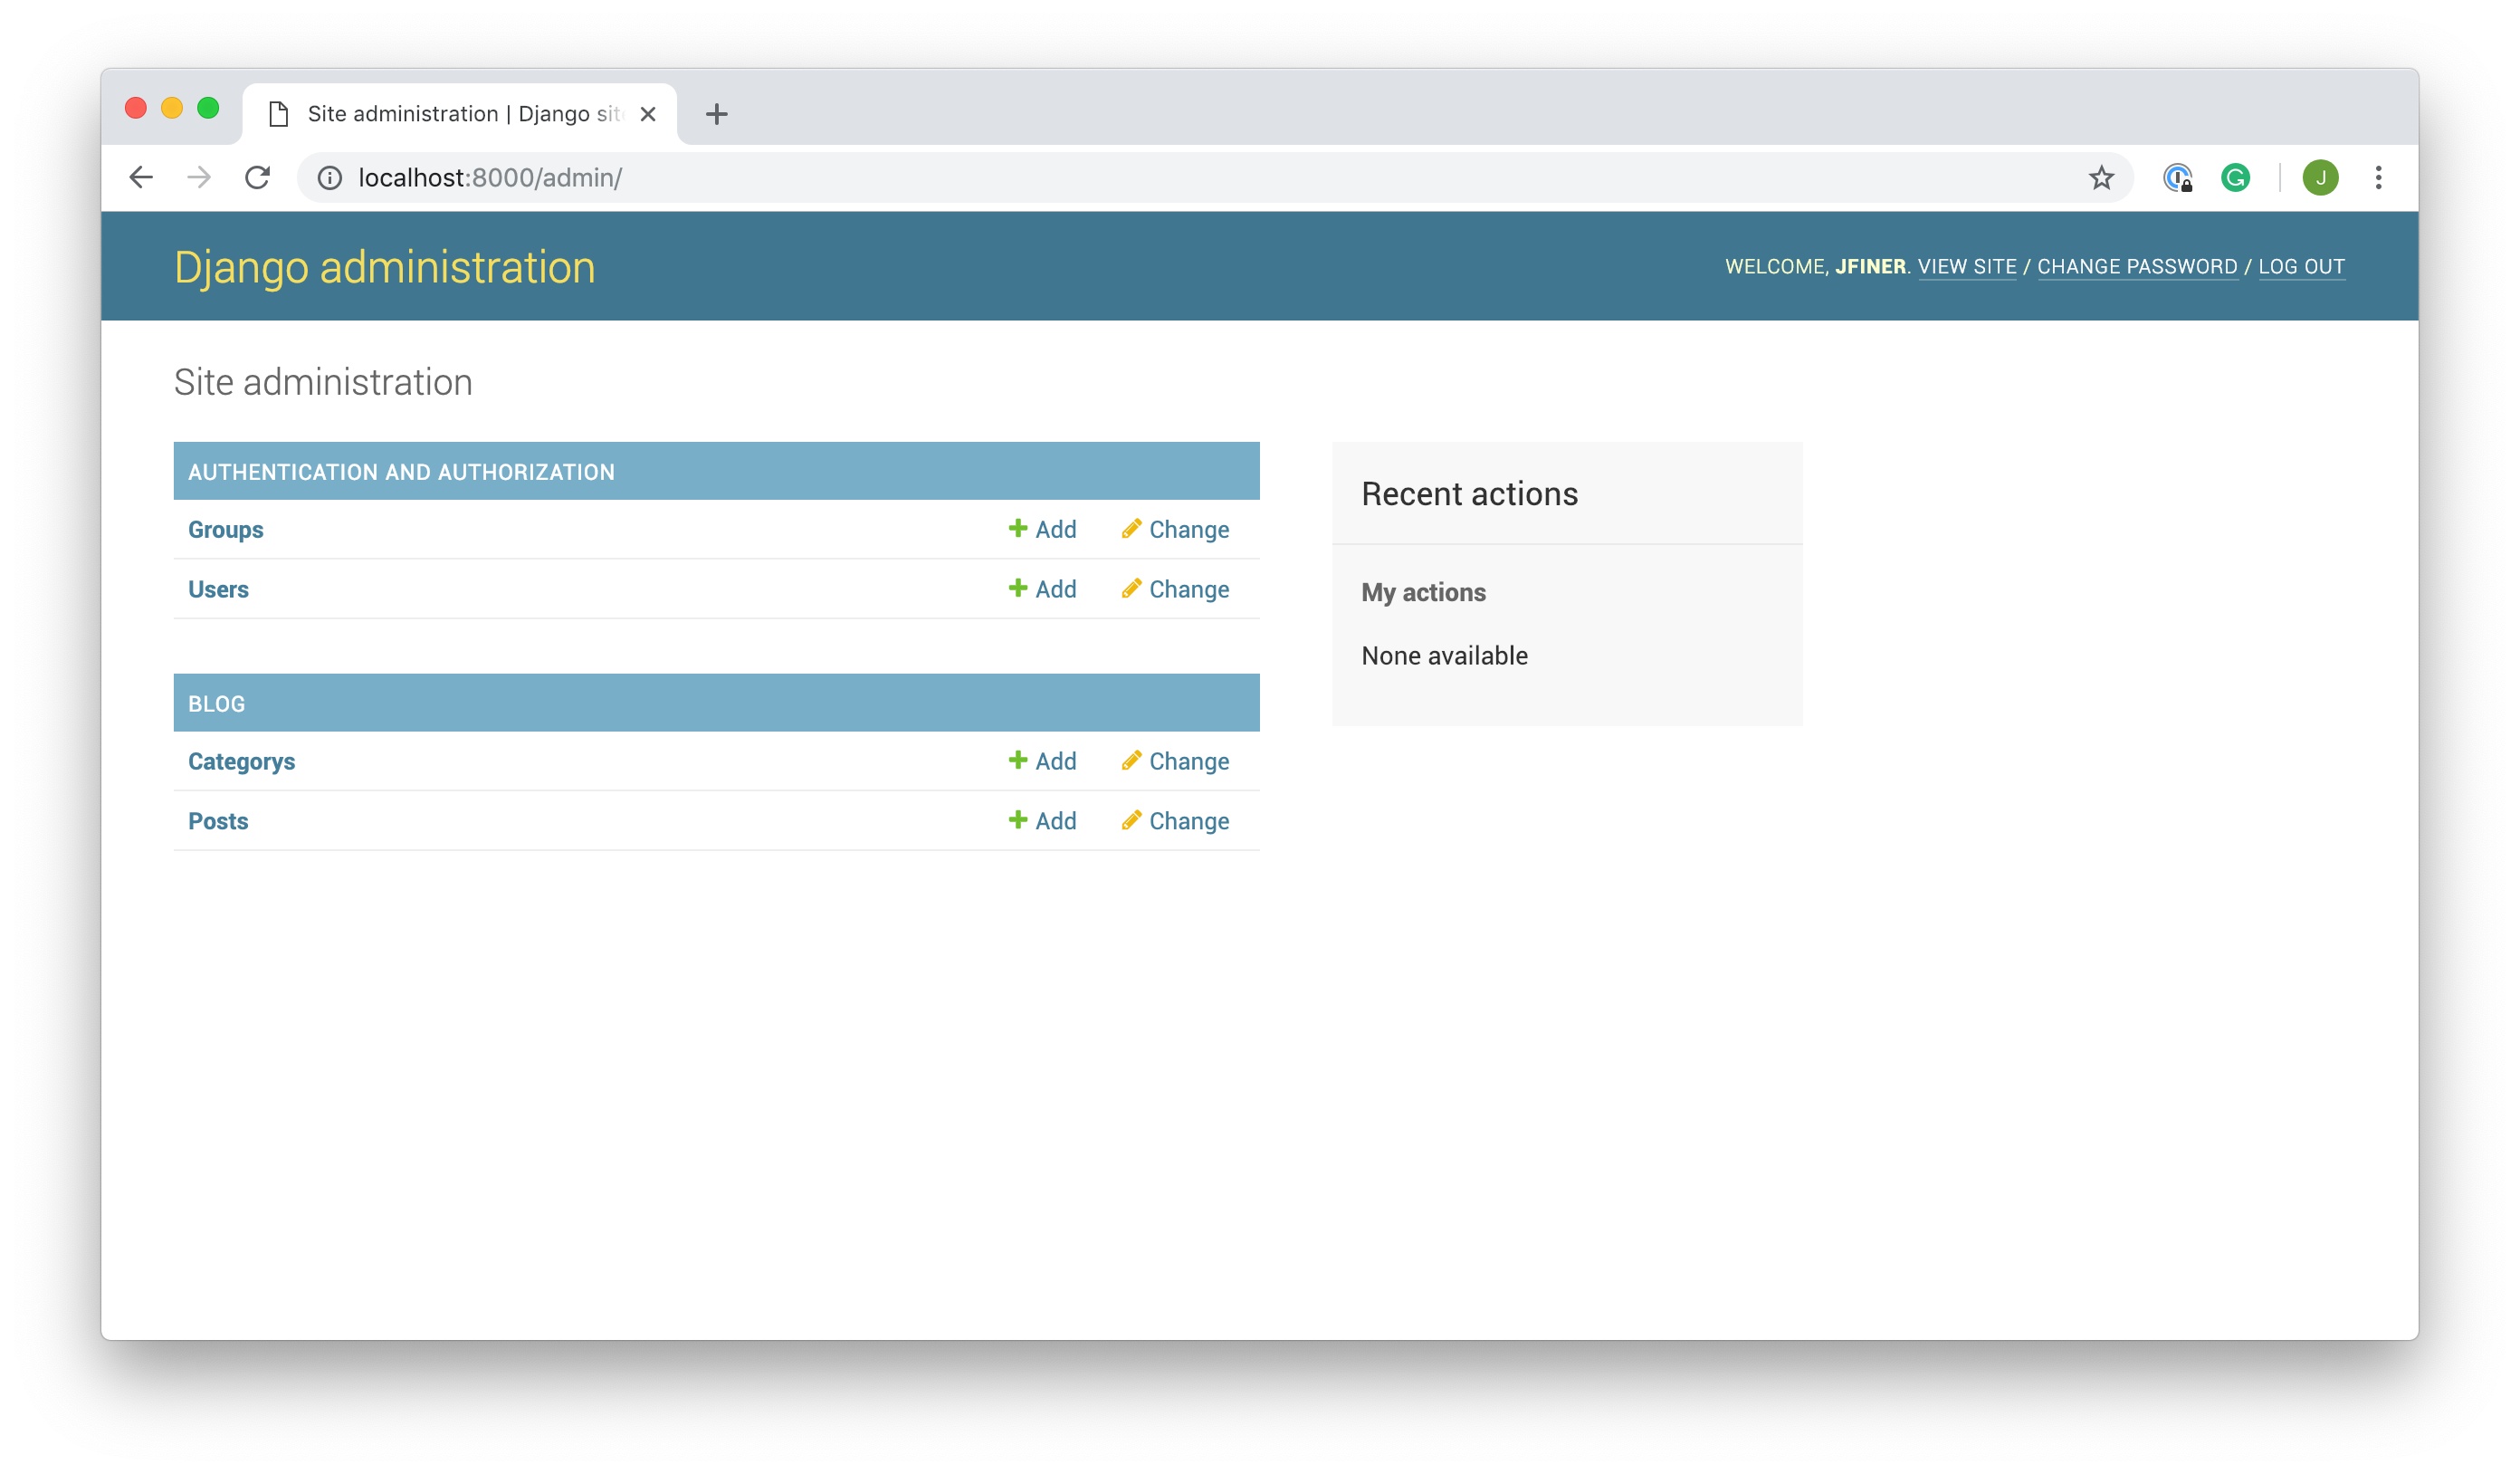 Site administration | Django sit
localhost:8000/admin/
J
Django administration
WELCOME, JFINER. VIEW SITE / CHANGE PASSWORD / LOG OUT
Site administration
AUTHENTICATION AND AUTHORIZATION
Groups Add Change
Users Add Change
BLOG
Categorys Add Change
Posts Add Change
Recent actions
My actions
None available